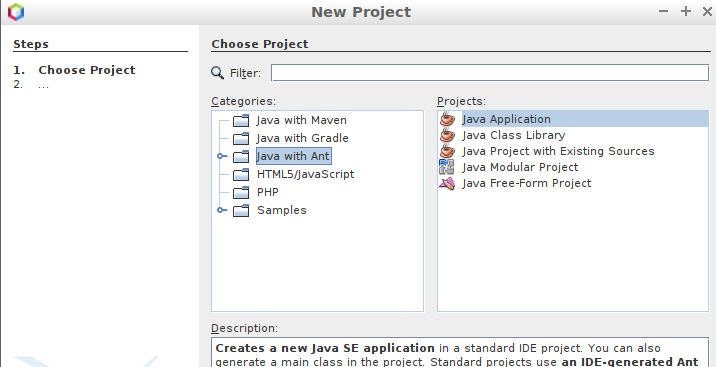 New Project
Steps
1. Choose Project
2. ...
Choose Project
Filter:
Categories:
Java with Maven
Java with Gradle
Java with Ant
HTML5/JavaScript
PHP
Samples
Projects:
Java Application
Java Class Library
Java Project with Existing Sources
Java Modular Project
Java Free-Form Project
Description:
Creates a new Java SE application in a standard IDE project. You can also
generate a main class in the project. Standard projects use an IDE-generated Ant